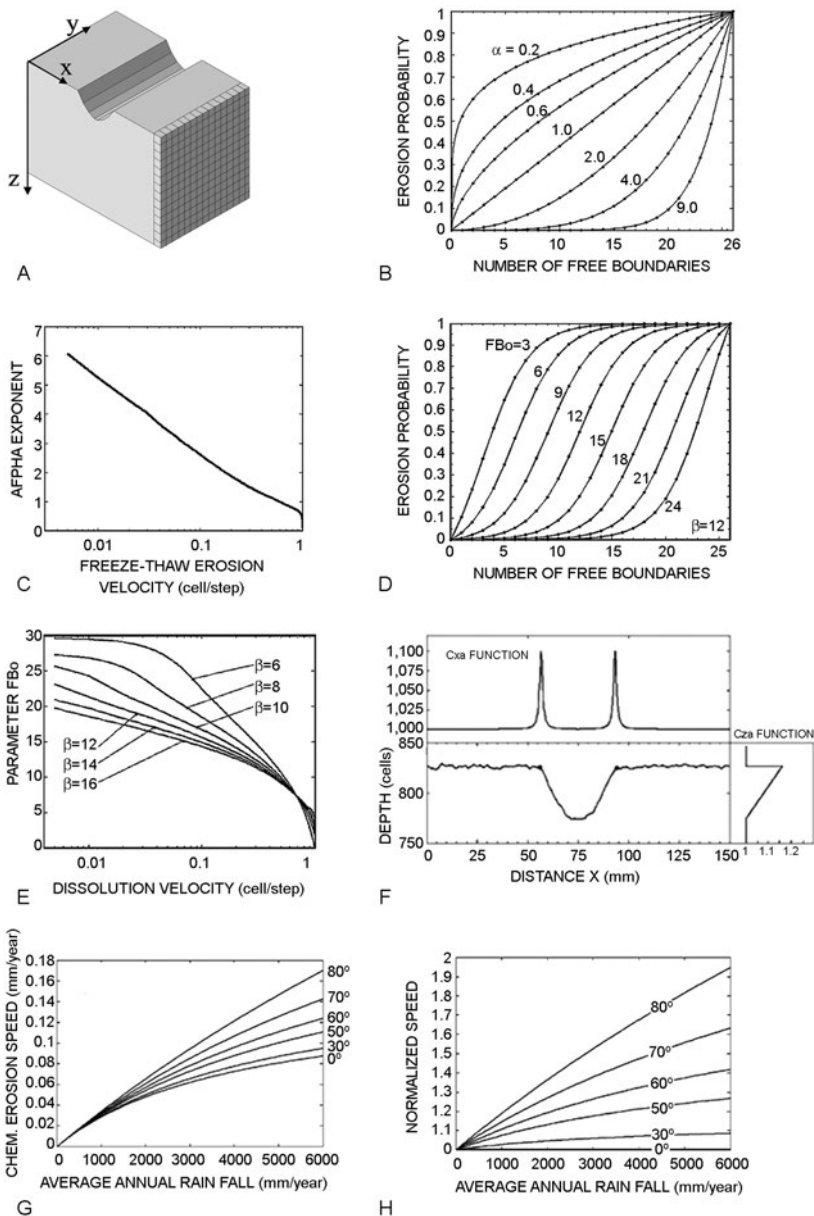 y
x
z
A
EROSION PROBABILITY
1
0.9
0.8
0.7
0.6
0.5
0.4
0.3
0.2
0.1
0
α = 0.2
0.4
0.6
1.0
2.0
4.0
9.0
0 5 10 15 20 26
B NUMBER OF FREE BOUNDARIES
AFPHA EXPONENT
7
6
5
4
3
2
1
0
0.01 0.1 1
FREEZE-THAW EROSION
C VELOCITY (cell/step)
EROSION PROBABILITY
1
0.9
0.8
0.7
0.6
0.5
0.4
0.3
0.2
0.1
0
FBo=3
6
9
12
15
18
21
24
β=12
0 5 10 15 20 25
D NUMBER OF FREE BOUNDARIES
PARAMETER FBo
30
25
20
15
10
5
0
β=6
β=8
β=10
β=12
β=14
β=16
0.01 0.1 1
E DISSOLUTION VELOCITY (cell/step)
1,100
1,075
1,050
1,025
1,000
Cxa FUNCTION
Cza FUNCTION
DEPTH (cells)
850
800
750
1 1.1 1.2
0 25 50 75 100 125 150
F DISTANCE X (mm)
CHEM. EROSION SPEED (mm/year)
0.18
0.16
0.14
0.12
0.1
0.08
0.06
0.04
0.02
0
80º
70º
60º
50º
30º
0º
0 1000 2000 3000 4000 5000 6000
AVERAGE ANNUAL RAIN FALL (mm/year)
G
NORMALIZED SPEED
2
1.9
1.8
1.7
1.6
1.5
1.4
1.3
1.2
1.1
1
80º
70º
60º
50º
30º
0º
0 1000 2000 3000 4000 5000 6000
AVERAGE ANNUAL RAIN FALL (mm/year)
H